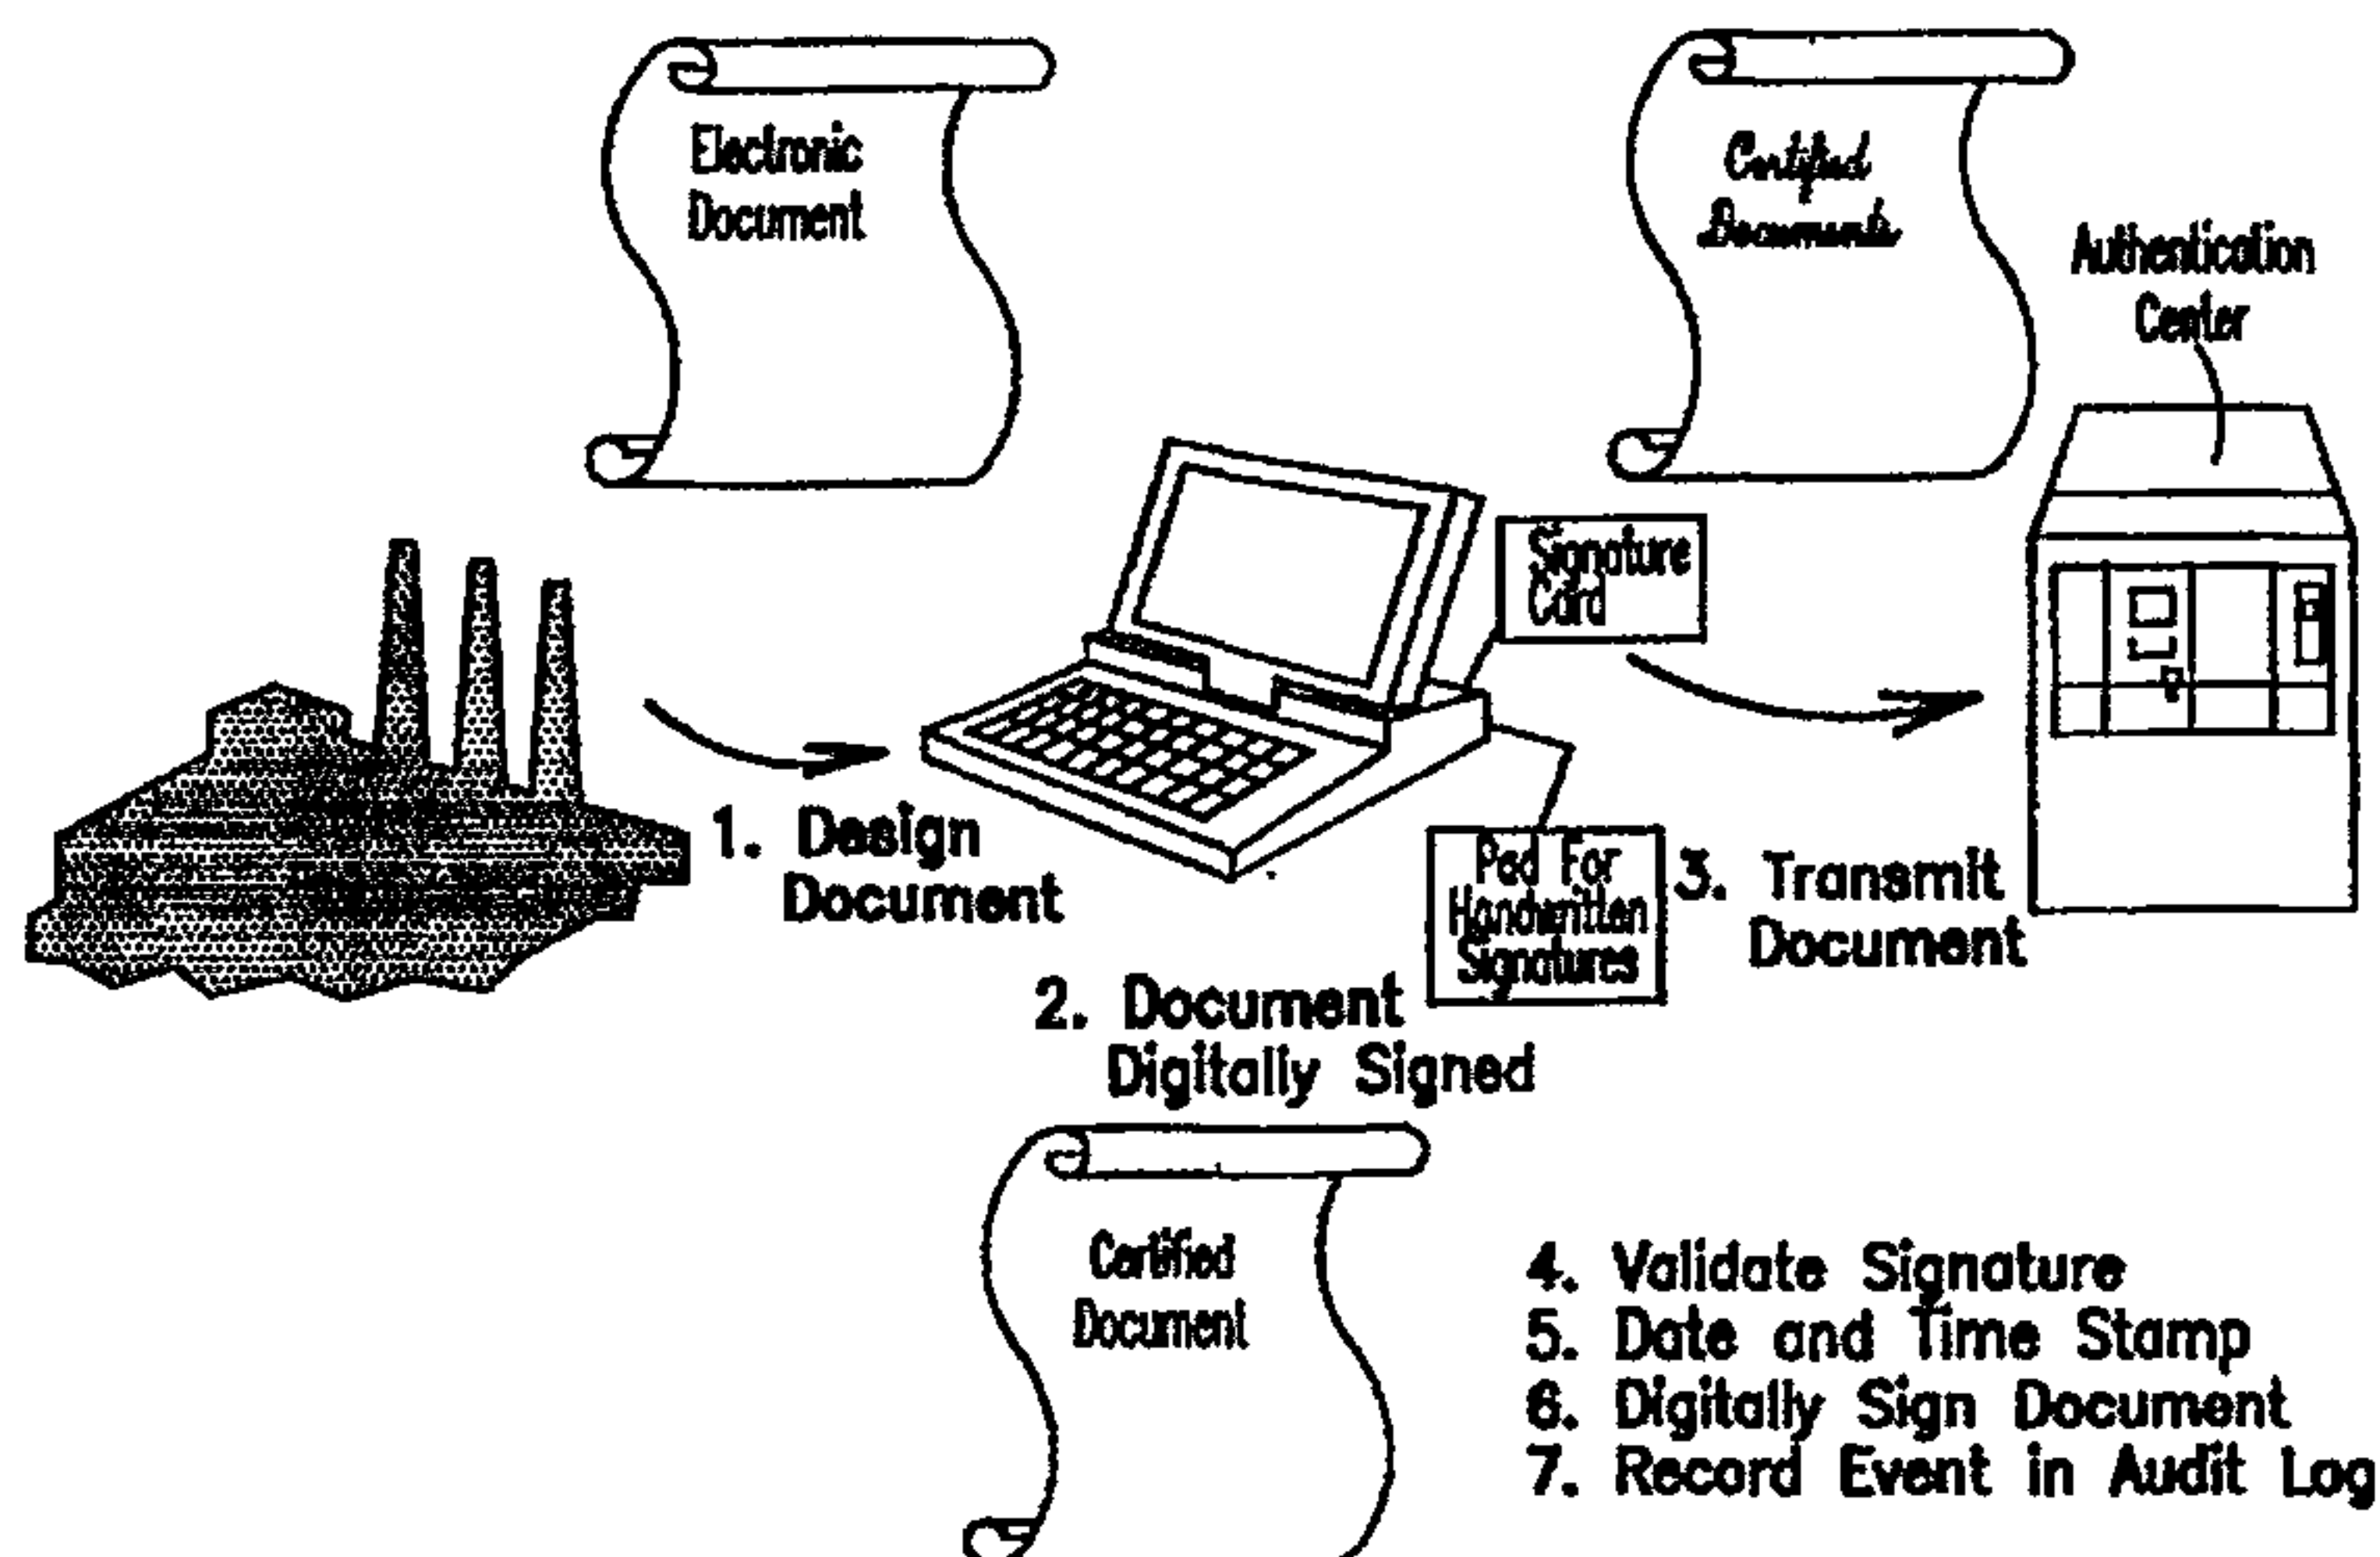 Electronic
Document
Certified
Documents
Authentication
Center
Signature
Card
1. Design
Document
Pad For
Handwritten
Signatures
3. Transmit
Document
2. Document
Digitally Signed
Certified
Document
4. Validate Signature
5. Date and Time Stamp
6. Digitally Sign Document
7. Record Event in Audit Log